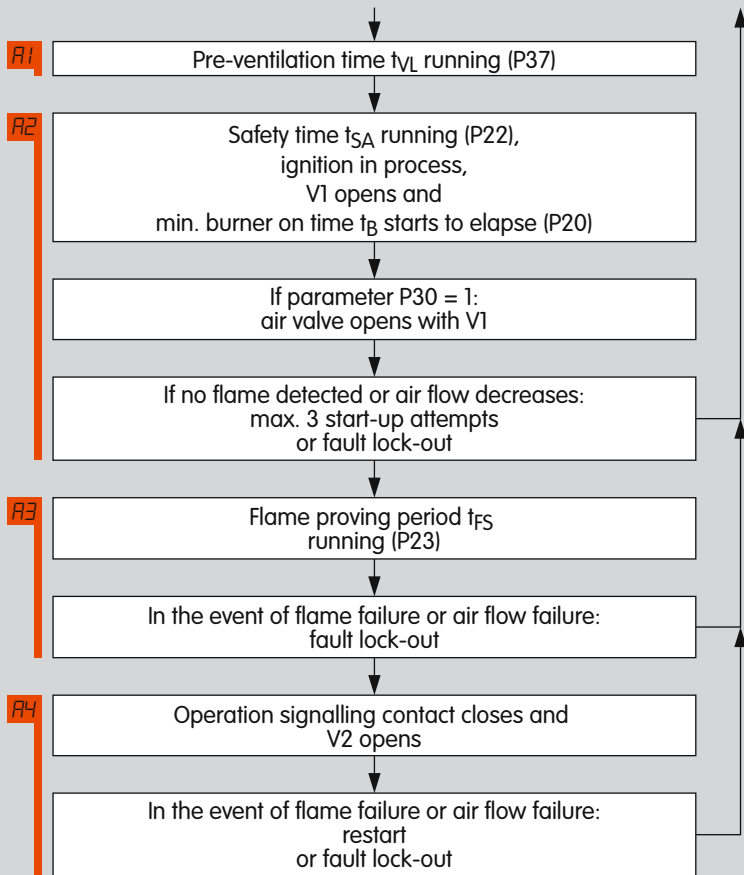 A1
Pre-ventilation time tVL running (P37)
A2
Safety time tSA running (P22),
ignition in process,
V1 opens and
min. burner on time tB starts to elapse (P20)
If parameter P30 = 1:
air valve opens with V1
If no flame detected or air flow decreases:
max. 3 start-up attempts
or fault lock-out
A3
Flame proving period tFS
running (P23)
In the event of flame failure or air flow failure:
fault lock-out
A4
Operation signalling contact closes and
V2 opens
In the event of flame failure or air flow failure:
restart
or fault lock-out